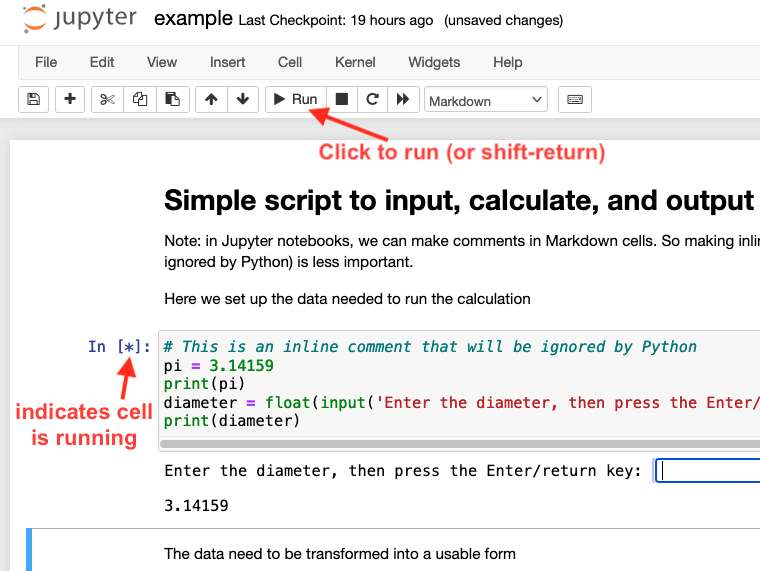 jupyter example Last Checkpoint: 19 hours ago (unsaved changes)
File Edit View Insert Cell Kernel Widgets Help
Run Markdown
Click to run (or shift-return)
Simple script to input, calculate, and output
Note: in Jupyter notebooks, we can make comments in Markdown cells. So making inlin
ignored by Python) is less important.
Here we set up the data needed to run the calculation
In [*]: # This is an inline comment that will be ignored by Python
pi = 3.14159
print(pi)
diameter = float(input('Enter the diameter, then press the Enter/
print(diameter)
indicates cell
is running
Enter the diameter, then press the Enter/return key:
3.14159
The data need to be transformed into a usable form